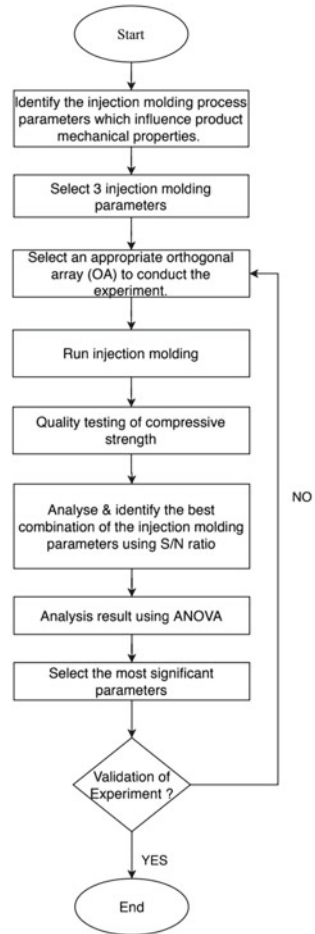 Start
Identify the injection molding process
parameters which influence product
mechanical properties.
Select 3 injection molding
parameters
Select an appropriate orthogonal
array (OA) to conduct the
experiment.
Run injection molding
Quality testing of compressive
strength
Analyse & identify the best
combination of the injection molding
parameters using S/N ratio
NO
Analysis result using ANOVA
Select the most significant
parameters
Validation of
Experiment ?
YES
End